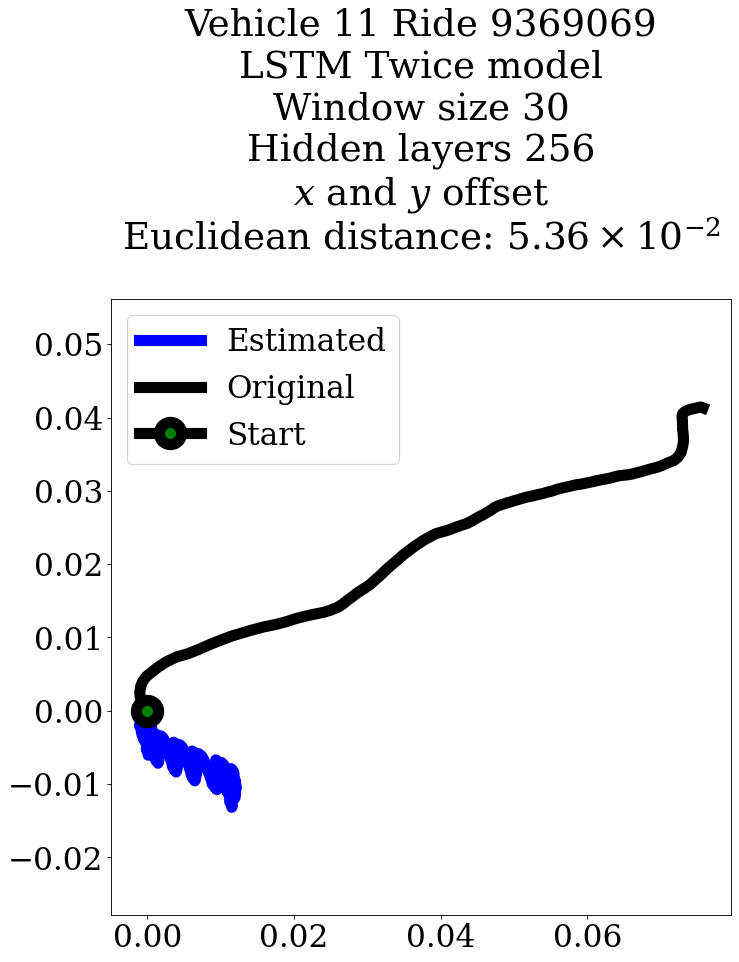 Vehicle 11 Ride 9369069
LSTM Twice model
Window size 30
Hidden layers 256
x and y offset
Euclidean distance: 5.36 × 10⁻²
Estimated
Original
Start
0.05
0.04
0.03
0.02
0.01
0.00
−0.01
−0.02
0.00 0.02 0.04 0.06